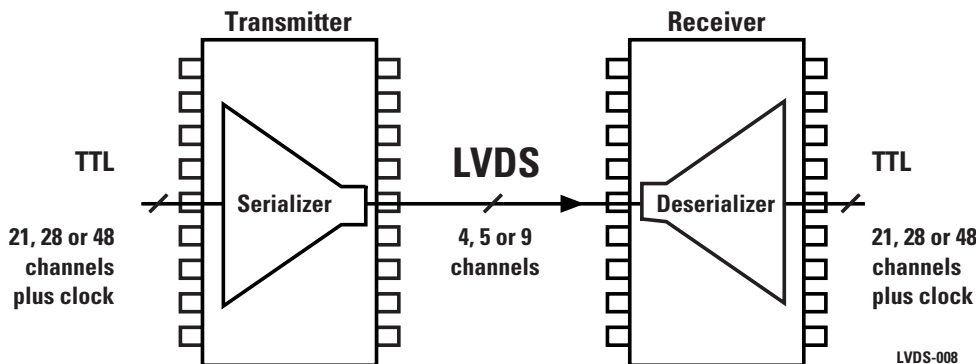 Transmitter
Receiver
TTL
LVDS
TTL
Serializer
Deserializer
21, 28 or 48
channels
plus clock
4, 5 or 9
channels
21, 28 or 48
channels
plus clock
LVDS-008